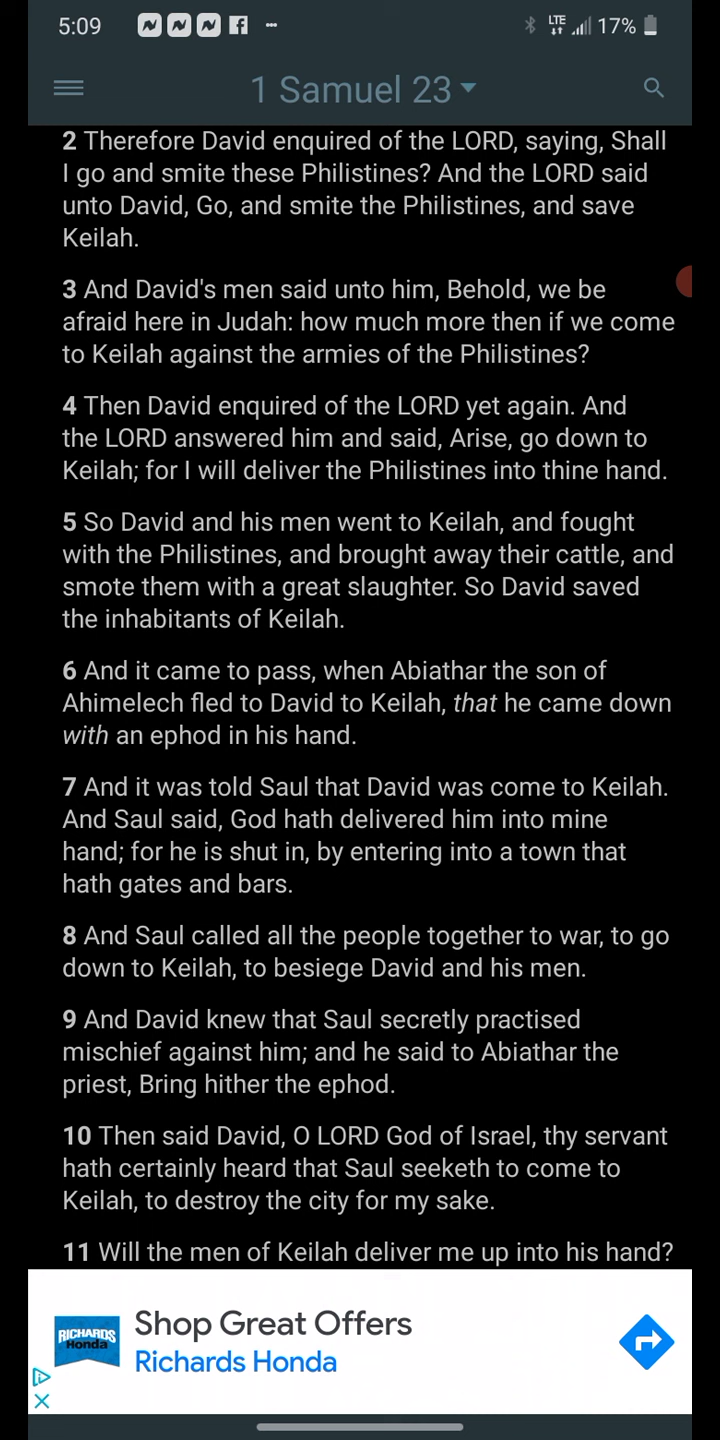 5:09
LTE
17%
1 Samuel 23
2 Therefore David enquired of the LORD, saying, Shall
I go and smite these Philistines? And the LORD said
unto David, Go, and smite the Philistines, and save
Keilah.
3 And David's men said unto him, Behold, we be
afraid here in Judah: how much more then if we come
to Keilah against the armies of the Philistines?
4 Then David enquired of the LORD yet again. And
the LORD answered him and said, Arise, go down to
Keilah; for I will deliver the Philistines into thine hand.
5 So David and his men went to Keilah, and fought
with the Philistines, and brought away their cattle, and
smote them with a great slaughter. So David saved
the inhabitants of Keilah.
6 And it came to pass, when Abiathar the son of
Ahimelech fled to David to Keilah, that he came down
with an ephod in his hand.
7 And it was told Saul that David was come to Keilah.
And Saul said, God hath delivered him into mine
hand; for he is shut in, by entering into a town that
hath gates and bars.
8 And Saul called all the people together to war, to go
down to Keilah, to besiege David and his men.
9 And David knew that Saul secretly practised
mischief against him; and he said to Abiathar the
priest, Bring hither the ephod.
10 Then said David, O LORD God of Israel, thy servant
hath certainly heard that Saul seeketh to come to
Keilah, to destroy the city for my sake.
11 Will the men of Keilah deliver me up into his hand?
RICHARDS
Honda
Shop Great Offers
Richards Honda